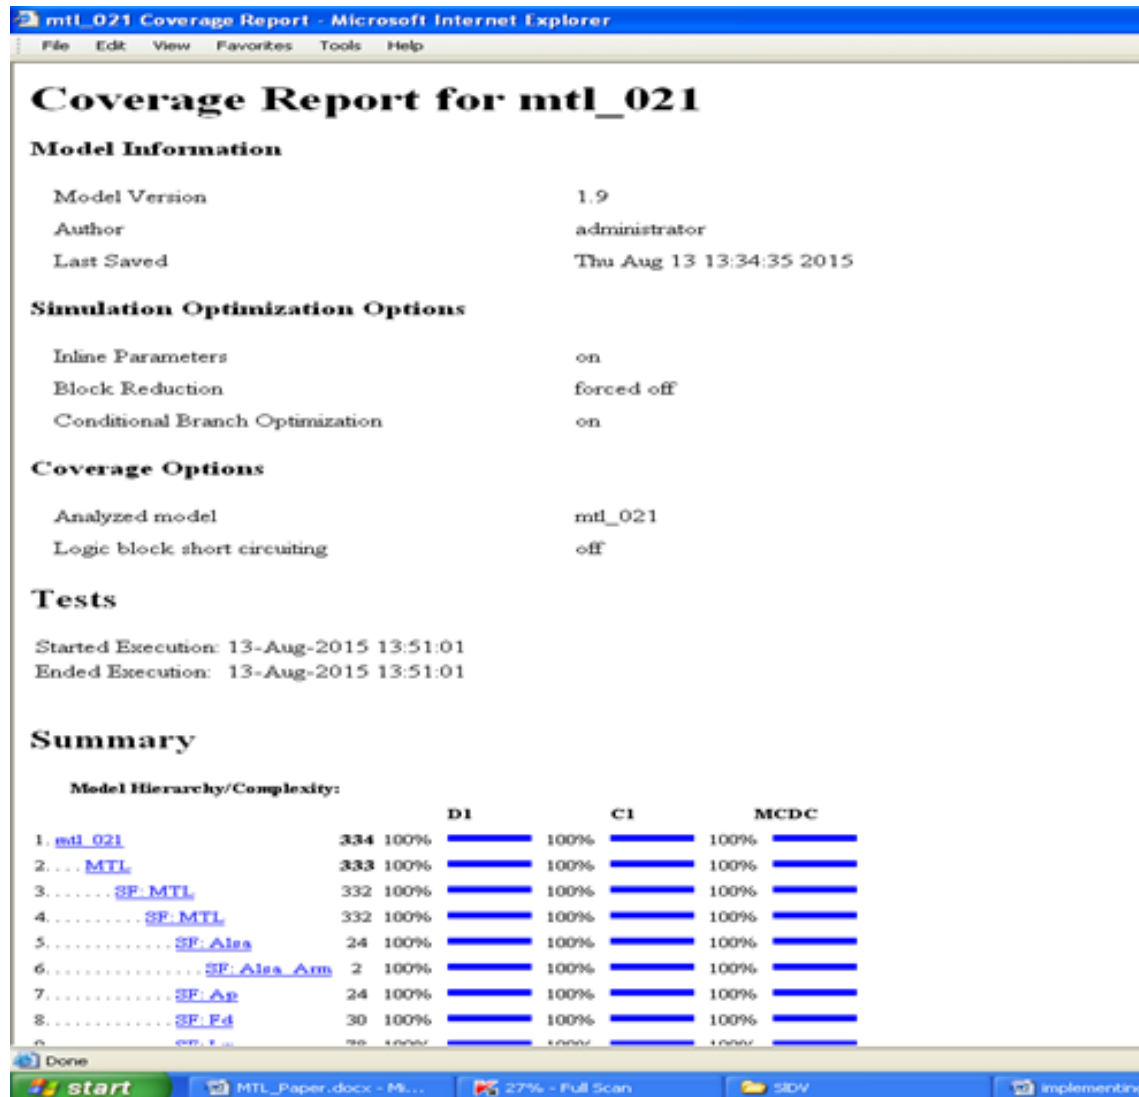 mtl_021 Coverage Report - Microsoft Internet Explorer
File Edit View Favorites Tools Help
Coverage Report for mtl_021
Model Information
Model Version 1.9
Author administrator
Last Saved Thu Aug 13 13:34:35 2015
Simulation Optimization Options
Inline Parameters on
Block Reduction forced off
Conditional Branch Optimization on
Coverage Options
Analyzed model mtl_021
Logic block short circuiting off
Tests
Started Execution: 13-Aug-2015 13:51:01
Ended Execution: 13-Aug-2015 13:51:01
Summary
Model Hierarchy/Complexity:
D1 C1 MCDC
1. mtl_021 334 100% 100% 100%
2. . . . MTL 333 100% 100% 100%
3. . . . . . . SF: MTL 332 100% 100% 100%
4. . . . . . . . . . SF: MTL 332 100% 100% 100%
5. . . . . . . . . . . . . SF: Alsa 24 100% 100% 100%
6. . . . . . . . . . . . . . . . SF: Alsa_Arm 2 100% 100% 100%
7. . . . . . . . . . . . . SF: Ap 24 100% 100% 100%
8. . . . . . . . . . . . . SF: Fd 30 100% 100% 100%
Done
start MTL_Paper.docx - Mi... 27% - Full Scan SlDV implementing